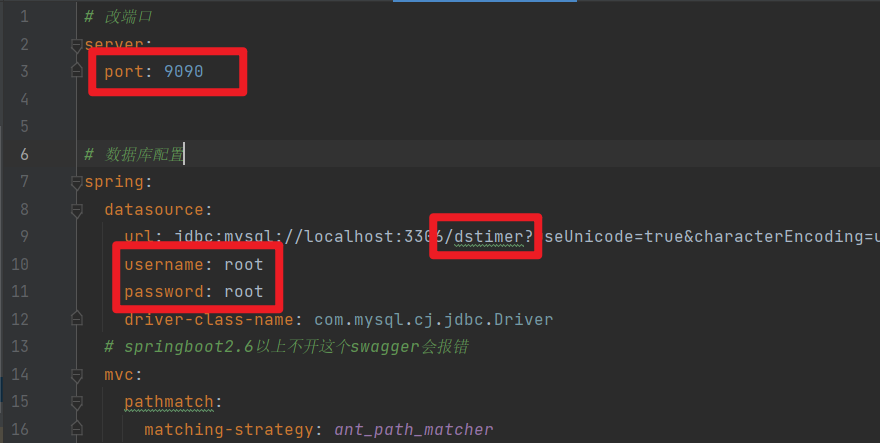 1 # 改端口
2 server:
3 port: 9090
4
5
6 # 数据库配置
7 spring:
8 datasource:
9 url: jdbc:mysql://localhost:3306/dstimer?useUnicode=true&characterEncoding=u
10 username: root
11 password: root
12 driver-class-name: com.mysql.cj.jdbc.Driver
13 # springboot2.6以上不开这个swagger会报错
14 mvc:
15 pathmatch:
16 matching-strategy: ant_path_matcher